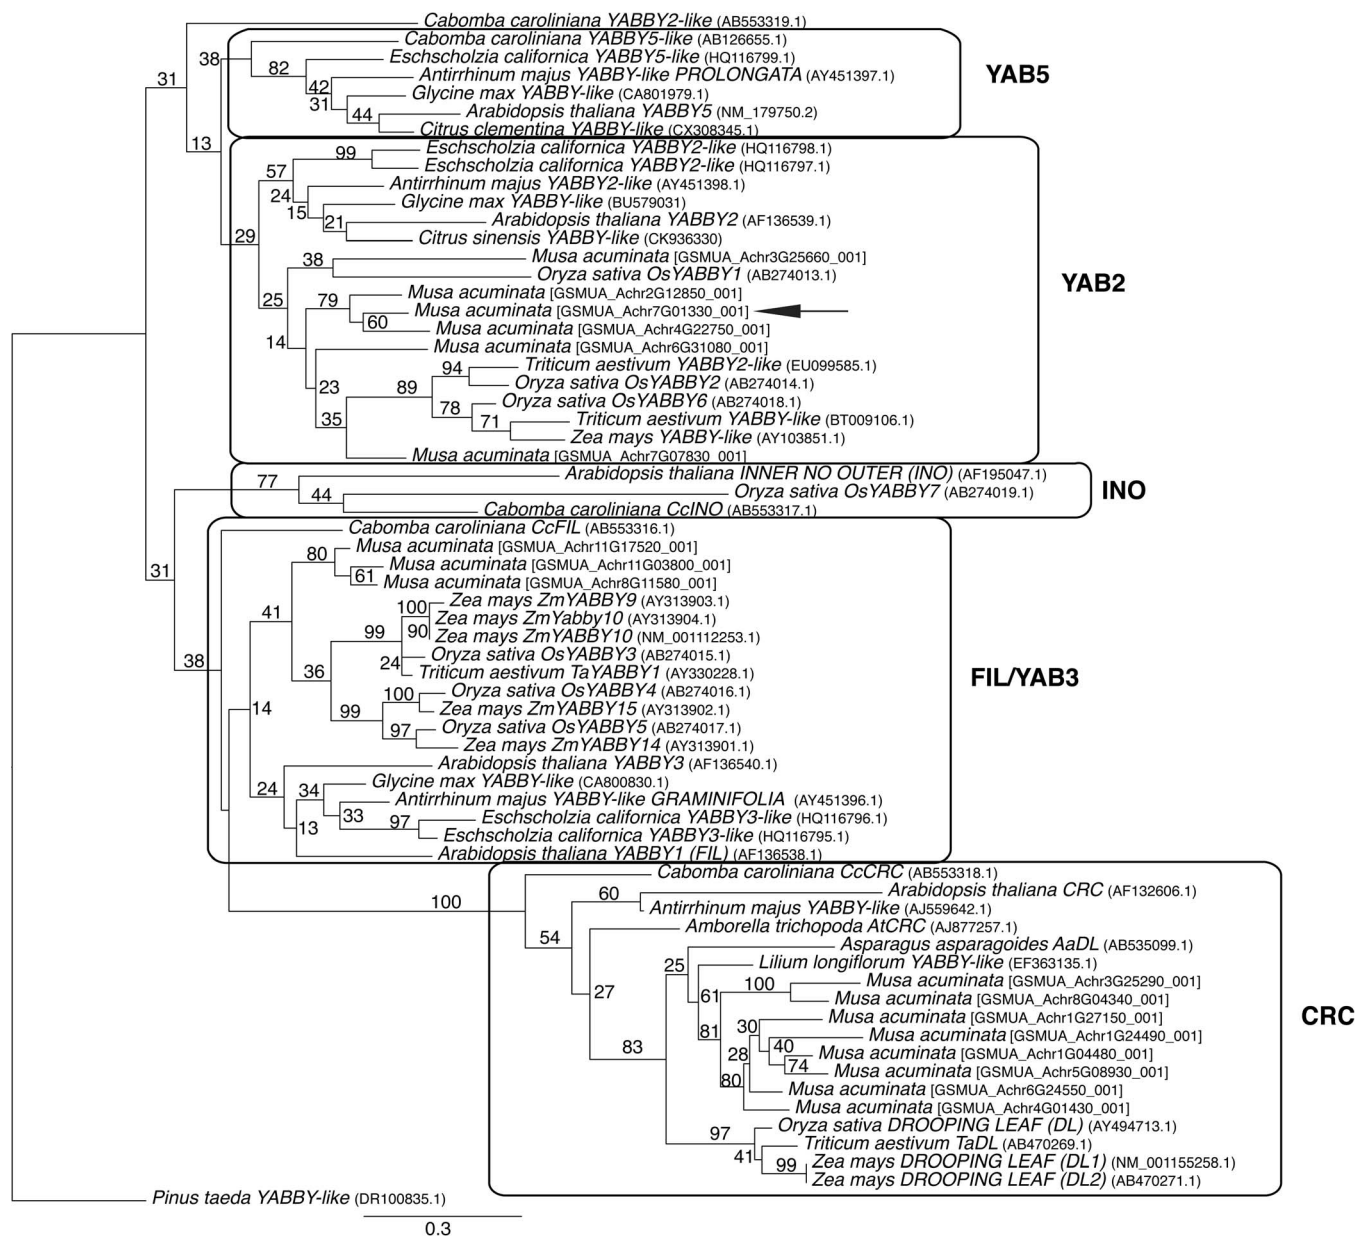 Cabomba caroliniana YABBY2-like (AB553319.1)
Cabomba caroliniana YABBY5-like (AB126655.1)
38
Eschscholzia californica YABBY5-like (HQ116799.1)
82
YAB5
31
Antirrhinum majus YABBY-like PROLONGATA (AY451397.1)
42
Glycine max YABBY-like (CA801979.1)
31
Arabidopsis thaliana YABBY5 (NM_179750.2)
44
Citrus clementina YABBY-like (CX308345.1)
13
Eschscholzia californica YABBY2-like (HQ116798.1)
99
Eschscholzia californica YABBY2-like (HQ116797.1)
57
Antirrhinum majus YABBY2-like (AY451398.1)
24
Glycine max YABBY-like (BU579031)
15
Arabidopsis thaliana YABBY2 (AF136539.1)
21
29
Citrus sinensis YABBY-like (CK936330)
Musa acuminata [GSMUA_Achr3G25660_001]
38
Oryza sativa OsYABBY1 (AB274013.1)
YAB2
Musa acuminata [GSMUA_Achr2G12850_001]
25
79
Musa acuminata [GSMUA_Achr7G01330_001]
60
Musa acuminata [GSMUA_Achr4G22750_001]
14
Musa acuminata [GSMUA_Achr6G31080_001]
Triticum aestivum YABBY2-like (EU099585.1)
94
Oryza sativa OsYABBY2 (AB274014.1)
23
89
Oryza sativa OsYABBY6 (AB274018.1)
78
Triticum aestivum YABBY-like (BT009106.1)
35
71
Zea mays YABBY-like (AY103851.1)
Musa acuminata [GSMUA_Achr7G07830_001]
Arabidopsis thaliana INNER NO OUTER (INO) (AF195047.1)
77
Oryza sativa OsYABBY7 (AB274019.1)
INO
44
Cabomba caroliniana CcINO (AB553317.1)
Cabomba caroliniana CcFIL (AB553316.1)
Musa acuminata [GSMUA_Achr11G17520_001]
80
Musa acuminata [GSMUA_Achr11G03800_001]
31
61
Musa acuminata [GSMUA_Achr8G11580_001]
Zea mays ZmYABBY9 (AY313903.1)
100
41
Zea mays ZmYabby10 (AY313904.1)
99
90
Zea mays ZmYABBY10 (NM_001112253.1)
Oryza sativa OsYABBY3 (AB274015.1)
38
24
Triticum aestivum TaYABBY1 (AY330228.1)
36
FIL/YAB3
Oryza sativa OsYABBY4 (AB274016.1)
100
Zea mays ZmYABBY15 (AY313902.1)
14
99
Oryza sativa OsYABBY5 (AB274017.1)
97
Zea mays ZmYABBY14 (AY313901.1)
Arabidopsis thaliana YABBY3 (AF136540.1)
Glycine max YABBY-like (CA800830.1)
24
34
Antirrhinum majus YABBY-like GRAMINIFOLIA (AY451396.1)
33
Eschscholzia californica YABBY3-like (HQ116796.1)
97
13
Eschscholzia californica YABBY3-like (HQ116795.1)
Arabidopsis thaliana YABBY1 (FIL) (AF136538.1)
Cabomba caroliniana CcCRC (AB553318.1)
Arabidopsis thaliana CRC (AF132606.1)
100
60
Antirrhinum majus YABBY-like (AJ559642.1)
Amborella trichopoda AtCRC (AJ877257.1)
54
Asparagus asparagoides AaDL (AB535099.1)
Lilium longiflorum YABBY-like (EF363135.1)
25
Musa acuminata [GSMUA_Achr3G25290_001]
100
27
61
Musa acuminata [GSMUA_Achr8G04340_001]
Musa acuminata [GSMUA_Achr1G27150_001]
CRC
30
81
Musa acuminata [GSMUA_Achr1G24490_001]
83
40
28
Musa acuminata [GSMUA_Achr1G04480_001]
74
Musa acuminata [GSMUA_Achr5G08930_001]
80
Musa acuminata [GSMUA_Achr6G24550_001]
Musa acuminata [GSMUA_Achr4G01430_001]
Oryza sativa DROOPING LEAF (DL) (AY494713.1)
97
Triticum aestivum TaDL (AB470269.1)
41
Zea mays DROOPING LEAF (DL1) (NM_001155258.1)
99
Zea mays DROOPING LEAF (DL2) (AB470271.1)
Pinus taeda YABBY-like (DR100835.1)
0.3